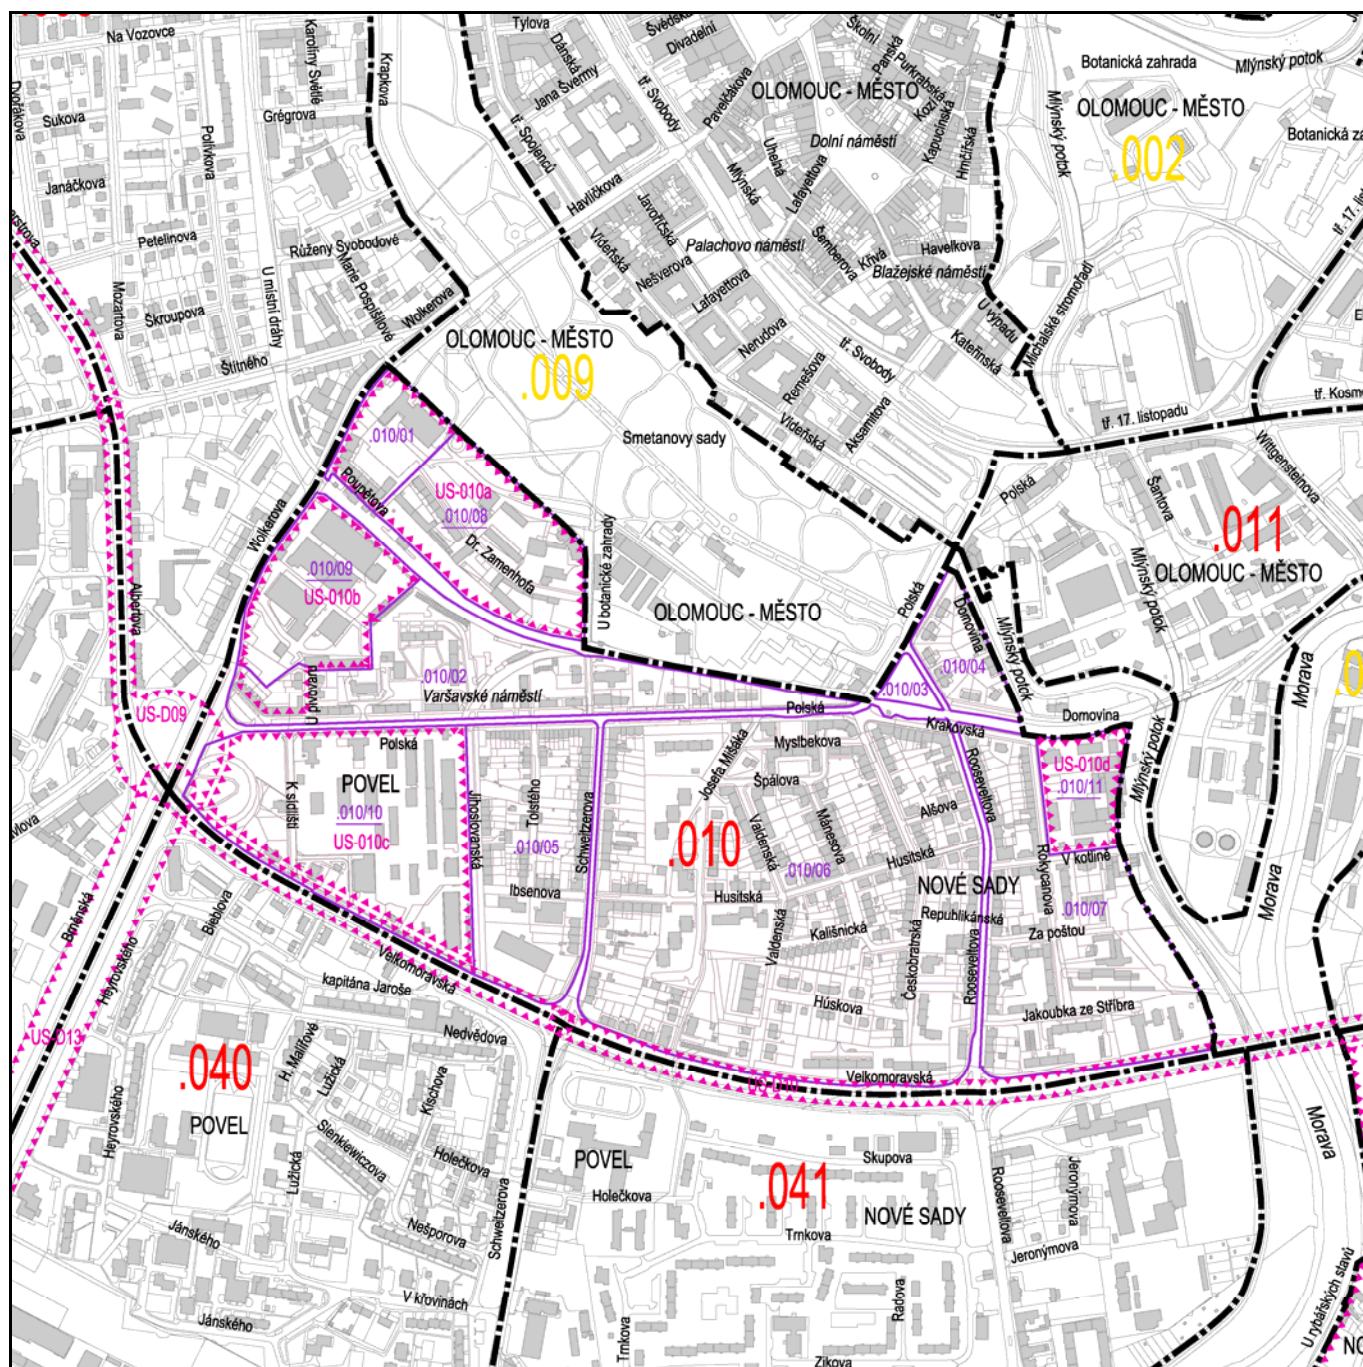 Na Vozovce
Karolíny Světlé
Krapkova
Dvořákova
Sukova
Grégrova
Polívkova
Janáčkova
Petelinova
Růženy Svobodové
Marie Pospíšilové
Mozartova
Škroupova
U místní dráhy
Wolkerova
Štítného
Tylova
Švédská
Divadelní
Dánská
Jana Švermy
tř. Svobody
tř. Spojenců
Pavelčákova
Školní
Panská
Purkrabská
Kozí
Kapucínská
Hrnčířská
OLOMOUC - MĚSTO
Dolní náměstí
Uhelná
Mlýnská
Lafayettova
Havlíčkova
Javoříčská
Vídeňská
Palachovo náměstí
Nešverova
Šemberova
Křivá
Havelkova
Blažejské náměstí
Lafayettova
U výpadu
Kateřinská
Michalské stromořadí
Nerudova
tř. Svobody
Remešova
Vídeňská
Aksamitova
Botanická zahrada
Mlýnský potok
OLOMOUC - MĚSTO
.002
Mlýnský potok
tř. 17. listopadu
tř. Kosm
Wittgensteinova
OLOMOUC - MĚSTO
.009
Smetanovy sady
.010/01
Poupětova
US-010a
.010/08
Dr. Zamenhofa
U botanické zahrady
Wolkerova
.010/09
US-010b
Albertova
U pivovaru
.010/02
Varšavské náměstí
OLOMOUC - MĚSTO
Polská
Polská
Šantova
.011
OLOMOUC - MĚSTO
Mlýnský potok
Domovina
Mlýnský potok
.010/04
.010/03
Morava
US-D09
Polská
Polská
Krakovská
Domovina
Mlýnský potok
K sídlišti
POVEL
.010/10
US-010c
Jihoslovanská
Tolstého
.010/05
Ibsenova
Schweitzerova
Josefa Mišáka
Myslbekova
Špálova
Mánesova
Alšova
Rooseveltova
Valdenská
.010
.010/06
Husitská
Husitská
NOVÉ SADY
Republikánská
Kališnická
Valdenská
Českobratrská
Rooseveltova
Húskova
US-010d
.010/11
V kotlině
Rokycanova
.010/07
Za poštou
Jakoubka ze Stříbra
Morava
Brněnská
Heyrovského
Bieblova
Velkomoravská
kapitána Jaroše
Nedvědova
US-D13
.040
POVEL
H. Malířové
Lužická
Kischova
Heyrovského
Sienkiewiczova
Holečkova
Lužická
Nešporova
Jánského
Jánského
V křovinách
Schweitzerova
Velkomoravská
US-D10
POVEL
Holečkova
.041
Skupova
NOVÉ SADY
Trnkova
Trnkova
Radova
Zikova
Rooseveltova
Jeronýmova
Jeronýmova
Morava
U rybářských stavů